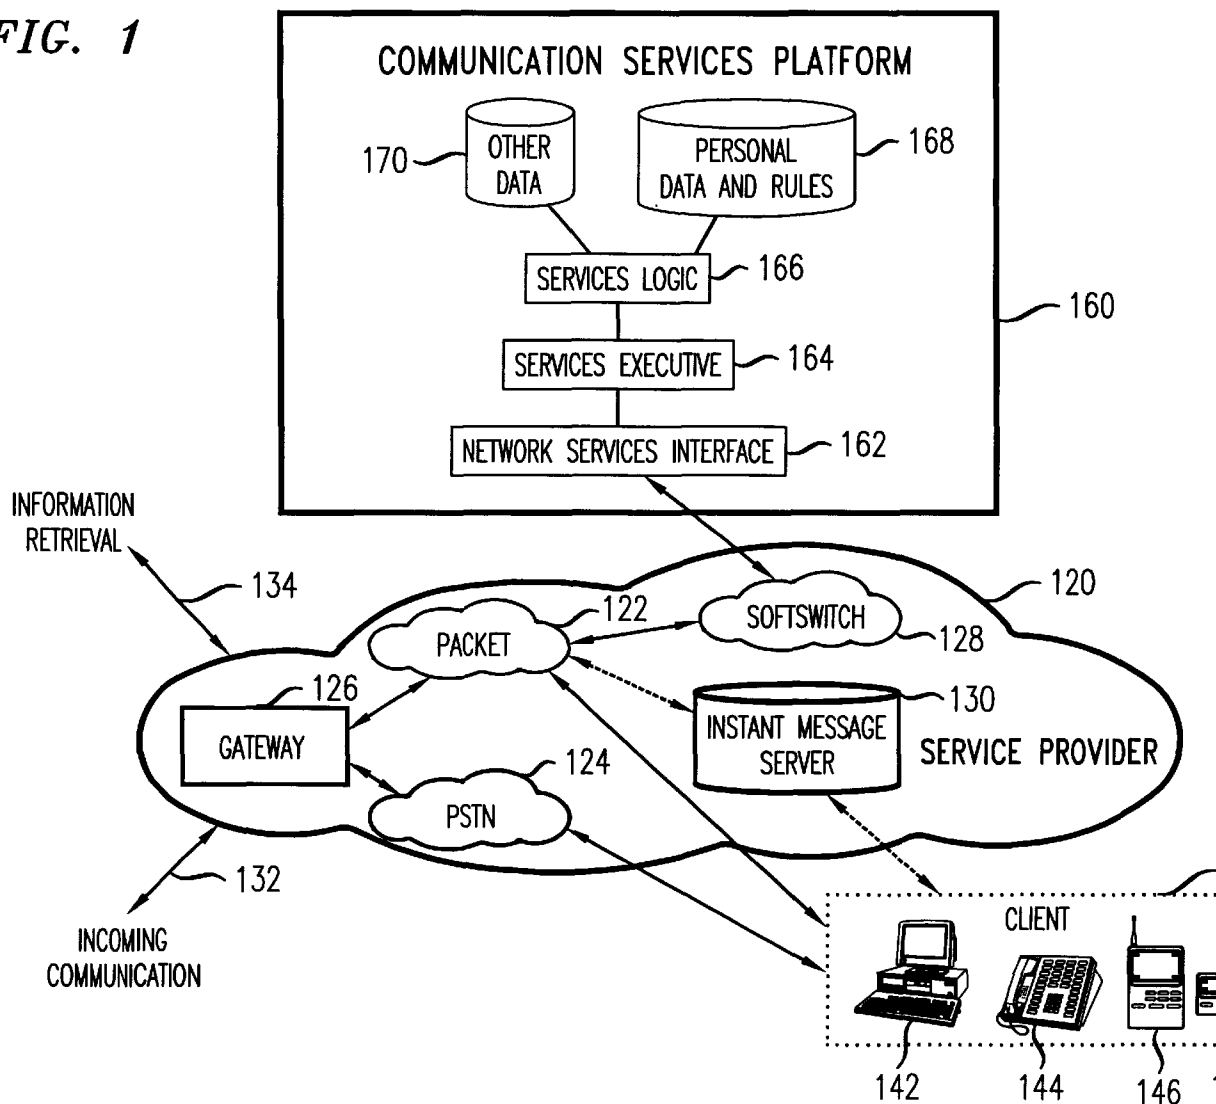 FIG. 1
COMMUNICATION SERVICES PLATFORM
OTHER
DATA
170
PERSONAL
DATA AND RULES
168
SERVICES LOGIC
166
160
SERVICES EXECUTIVE
164
NETWORK SERVICES INTERFACE
162
INFORMATION
RETRIEVAL
134
120
122
PACKET
SOFTSWITCH
128
126
GATEWAY
130
INSTANT MESSAGE
SERVER
SERVICE PROVIDER
124
PSTN
132
INCOMING
COMMUNICATION
CLIENT
142
144
146